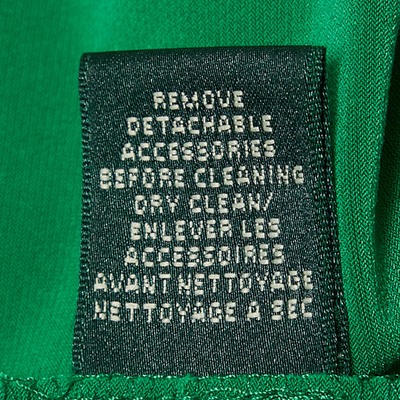 REMOVE
DETACHABLE
ACCESSORIES
BEFORE CLEANING
DRY CLEAN/
ENLEVER LES
ACCESSOIRES
AVANT NETTOYAGE
NETTOYAGE A SEC